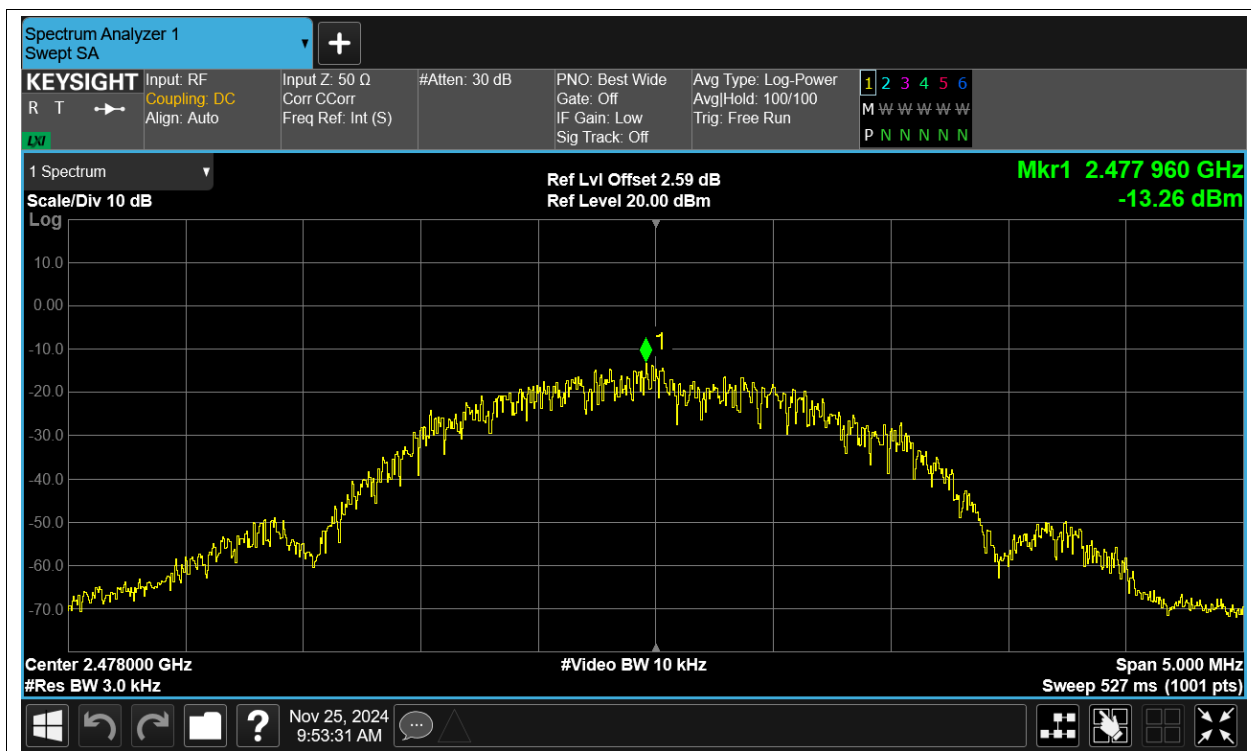 Spectrum Analyzer 1
Swept SA
KEYSIGHT
R T
LXI
Input: RF
Coupling: DC
Align: Auto
Input Z: 50 Ω
Corr CCorr
Freq Ref: Int (S)
#Atten: 30 dB
PNO: Best Wide
Gate: Off
IF Gain: Low
Sig Track: Off
Avg Type: Log-Power
Avg|Hold: 100/100
Trig: Free Run
1 2 3 4 5 6
M W W W W W W
P N N N N N N
1 Spectrum
Scale/Div 10 dB
Log
Ref Lvl Offset 2.59 dB
Ref Level 20.00 dBm
Mkr1 2.477 960 GHz
-13.26 dBm
10.0
0.00
-10.0
-20.0
-30.0
-40.0
-50.0
-60.0
-70.0
1
Center 2.478000 GHz
#Res BW 3.0 kHz
#Video BW 10 kHz
Span 5.000 MHz
Sweep 527 ms (1001 pts)
?
Nov 25, 2024
9:53:31 AM